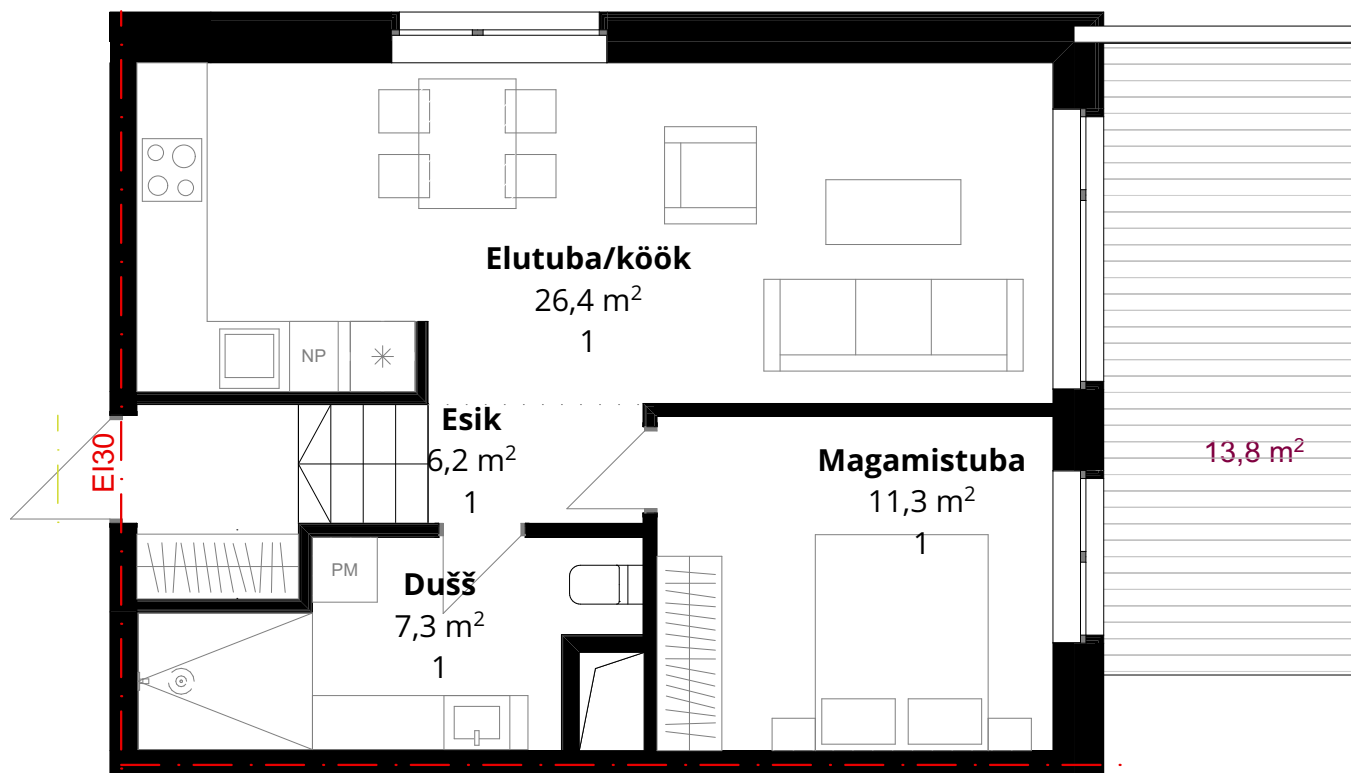 Elutuba/köök
26,4 m²
1
NP
EI30
Esik
6,2 m²
1
Magamistuba
11,3 m²
1
13,8 m²
PM
Dušš
7,3 m²
1